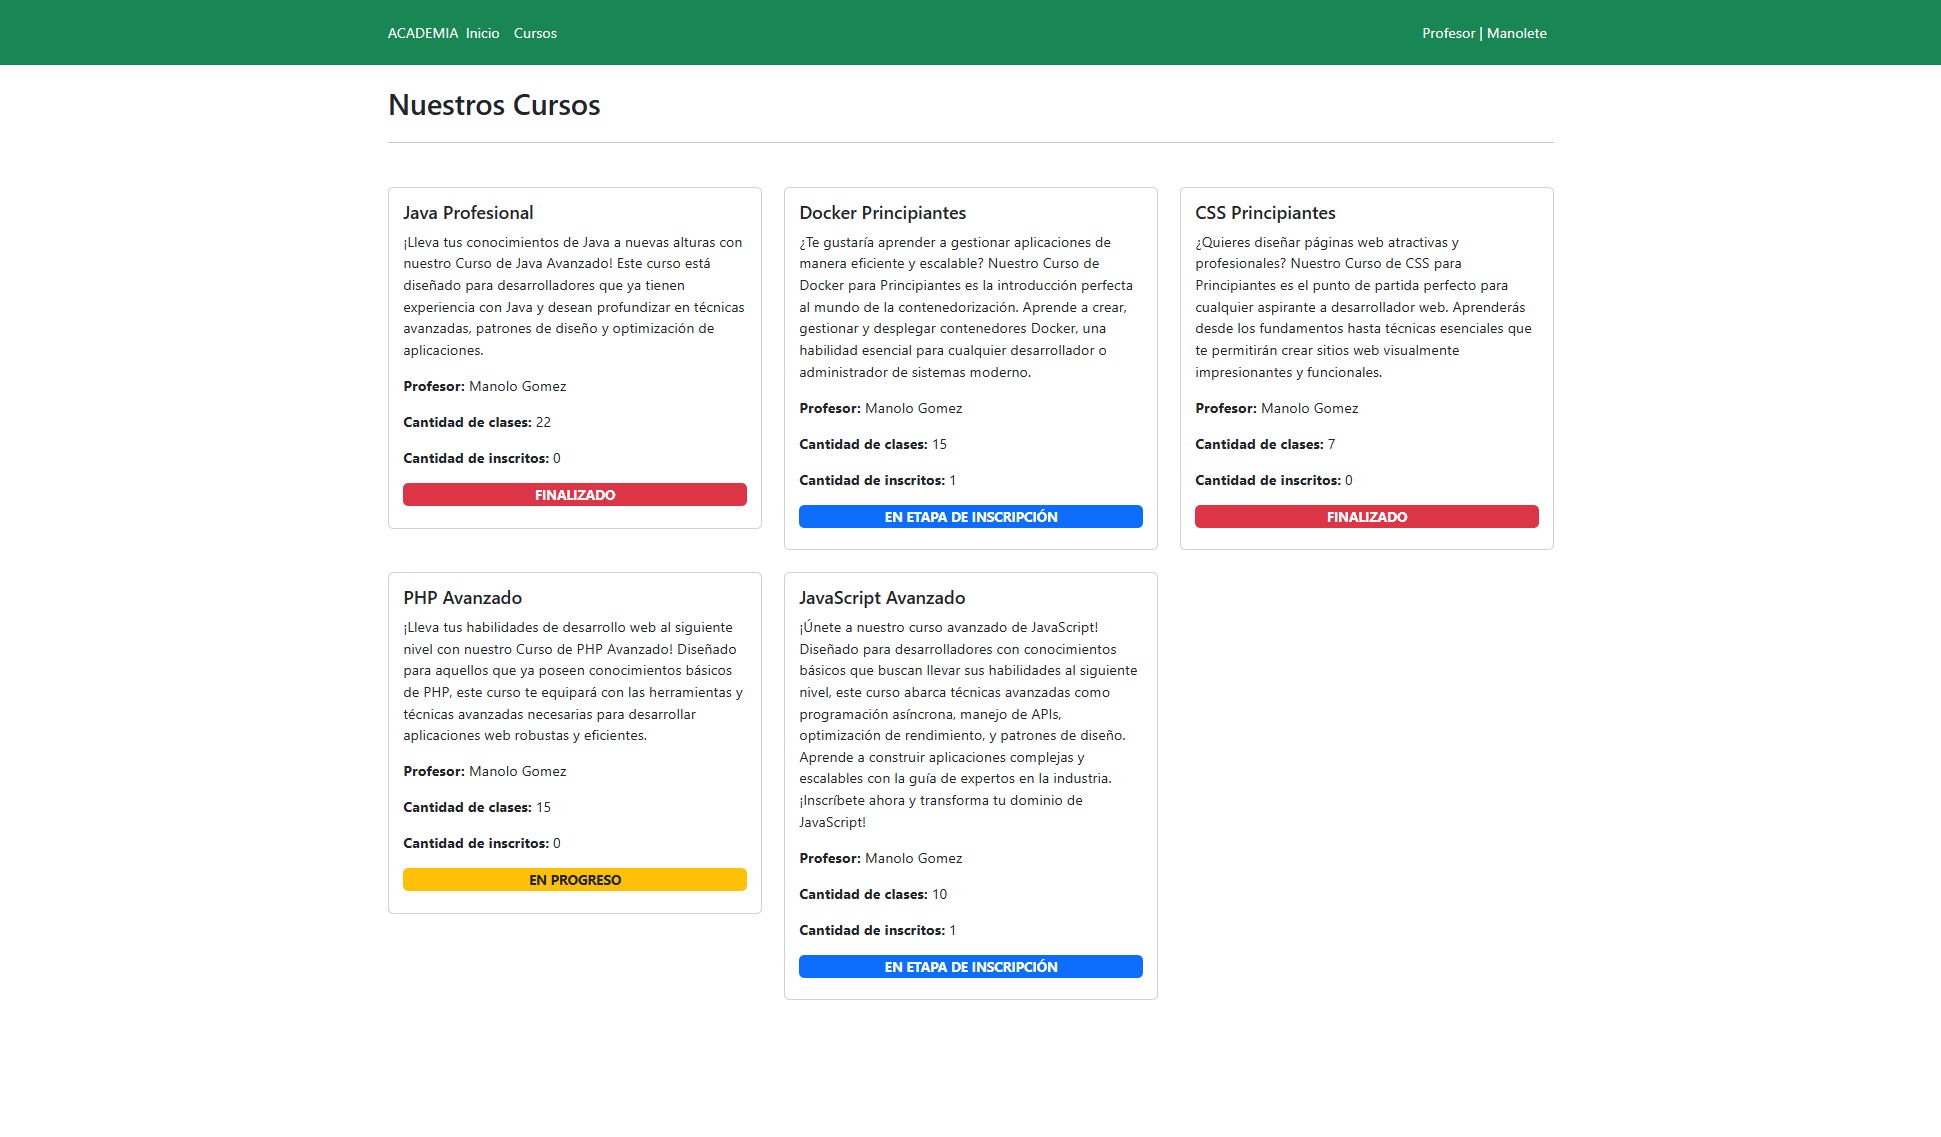 ACADEMIA Inicio Cursos Profesor | Manolete
Nuestros Cursos
Java Profesional
¡Lleva tus conocimientos de Java a nuevas alturas con
nuestro Curso de Java Avanzado! Este curso está
diseñado para desarrolladores que ya tienen
experiencia con Java y desean profundizar en técnicas
avanzadas, patrones de diseño y optimización de
aplicaciones.
Profesor: Manolo Gomez
Cantidad de clases: 22
Cantidad de inscritos: 0
FINALIZADO
Docker Principiantes
¿Te gustaría aprender a gestionar aplicaciones de
manera eficiente y escalable? Nuestro Curso de
Docker para Principiantes es la introducción perfecta
al mundo de la contenedorización. Aprende a crear,
gestionar y desplegar contenedores Docker, una
habilidad esencial para cualquier desarrollador o
administrador de sistemas moderno.
Profesor: Manolo Gomez
Cantidad de clases: 15
Cantidad de inscritos: 1
EN ETAPA DE INSCRIPCIÓN
CSS Principiantes
¿Quieres diseñar páginas web atractivas y
profesionales? Nuestro Curso de CSS para
Principiantes es el punto de partida perfecto para
cualquier aspirante a desarrollador web. Aprenderás
desde los fundamentos hasta técnicas esenciales que
te permitirán crear sitios web visualmente
impresionantes y funcionales.
Profesor: Manolo Gomez
Cantidad de clases: 7
Cantidad de inscritos: 0
FINALIZADO
PHP Avanzado
¡Lleva tus habilidades de desarrollo web al siguiente
nivel con nuestro Curso de PHP Avanzado! Diseñado
para aquellos que ya poseen conocimientos básicos
de PHP, este curso te equipará con las herramientas y
técnicas avanzadas necesarias para desarrollar
aplicaciones web robustas y eficientes.
Profesor: Manolo Gomez
Cantidad de clases: 15
Cantidad de inscritos: 0
EN PROGRESO
JavaScript Avanzado
¡Únete a nuestro curso avanzado de JavaScript!
Diseñado para desarrolladores con conocimientos
básicos que buscan llevar sus habilidades al siguiente
nivel, este curso abarca técnicas avanzadas como
programación asíncrona, manejo de APIs,
optimización de rendimiento, y patrones de diseño.
Aprende a construir aplicaciones complejas y
escalables con la guía de expertos en la industria.
¡Inscríbete ahora y transforma tu dominio de
JavaScript!
Profesor: Manolo Gomez
Cantidad de clases: 10
Cantidad de inscritos: 1
EN ETAPA DE INSCRIPCIÓN